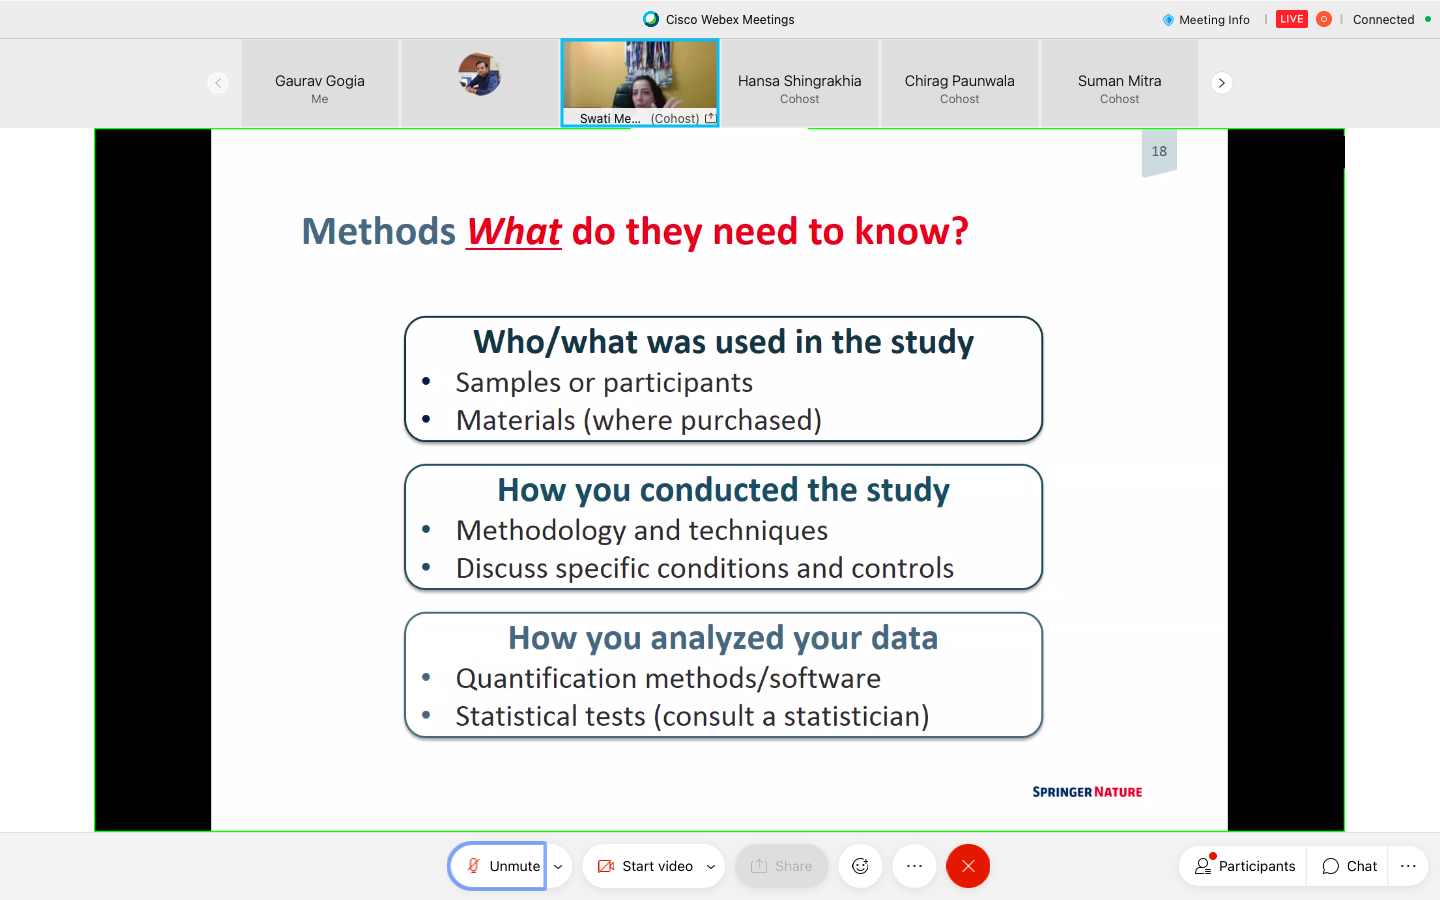 Cisco Webex Meetings
Meeting Info
LIVE
Connected
Gaurav Gogia
Me
Swati Me... (Cohost)
Hansa Shingrakhia
Cohost
Chirag Paunwala
Cohost
Suman Mitra
Cohost
18
Methods What do they need to know?
Who/what was used in the study
• Samples or participants
• Materials (where purchased)
How you conducted the study
• Methodology and techniques
• Discuss specific conditions and controls
How you analyzed your data
• Quantification methods/software
• Statistical tests (consult a statistician)
SPRINGER NATURE
Unmute
Start video
Share
Participants
Chat